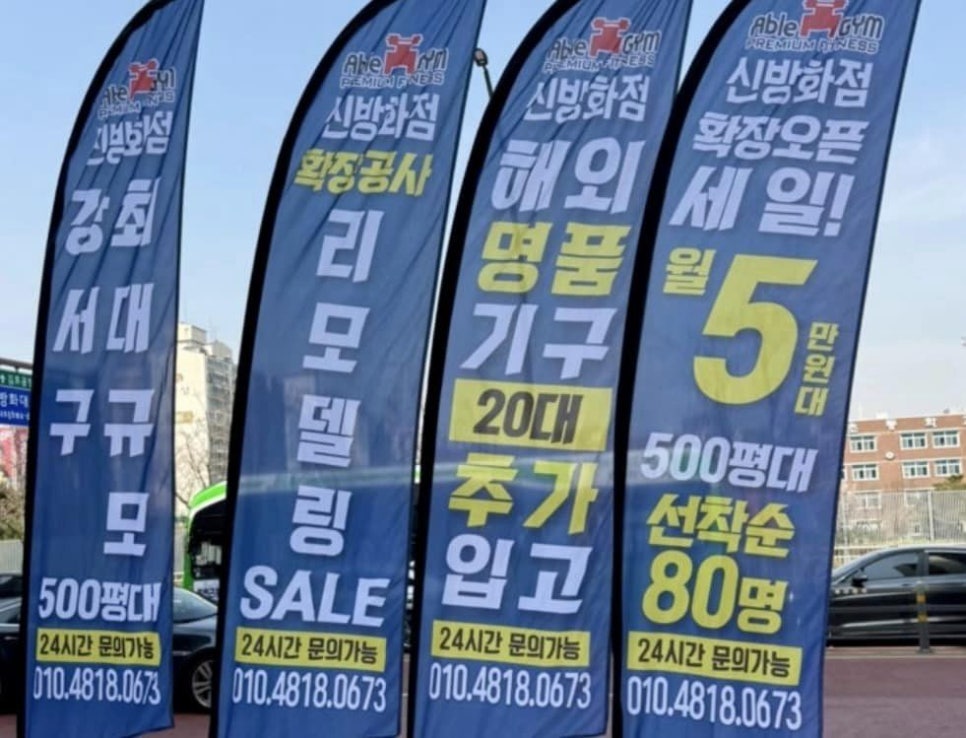 Able GYM
PREMIUM FITNESS
신방화점
강서구
최대규모
500평대
24시간 문의가능
010.4818.0673
Able GYM
PREMIUM FITNESS
신방화점
확장공사
리모델링
SALE
24시간 문의가능
010.4818.0673
Able GYM
PREMIUM FITNESS
신방화점
해외
명품
기구
20대
추가
입고
24시간 문의가능
010.4818.0673
Able GYM
PREMIUM FITNESS
신방화점
확장오픈
세일!
월 5만원대
500평대
선착순
80명
24시간 문의가능
010.4818.0673
방화대